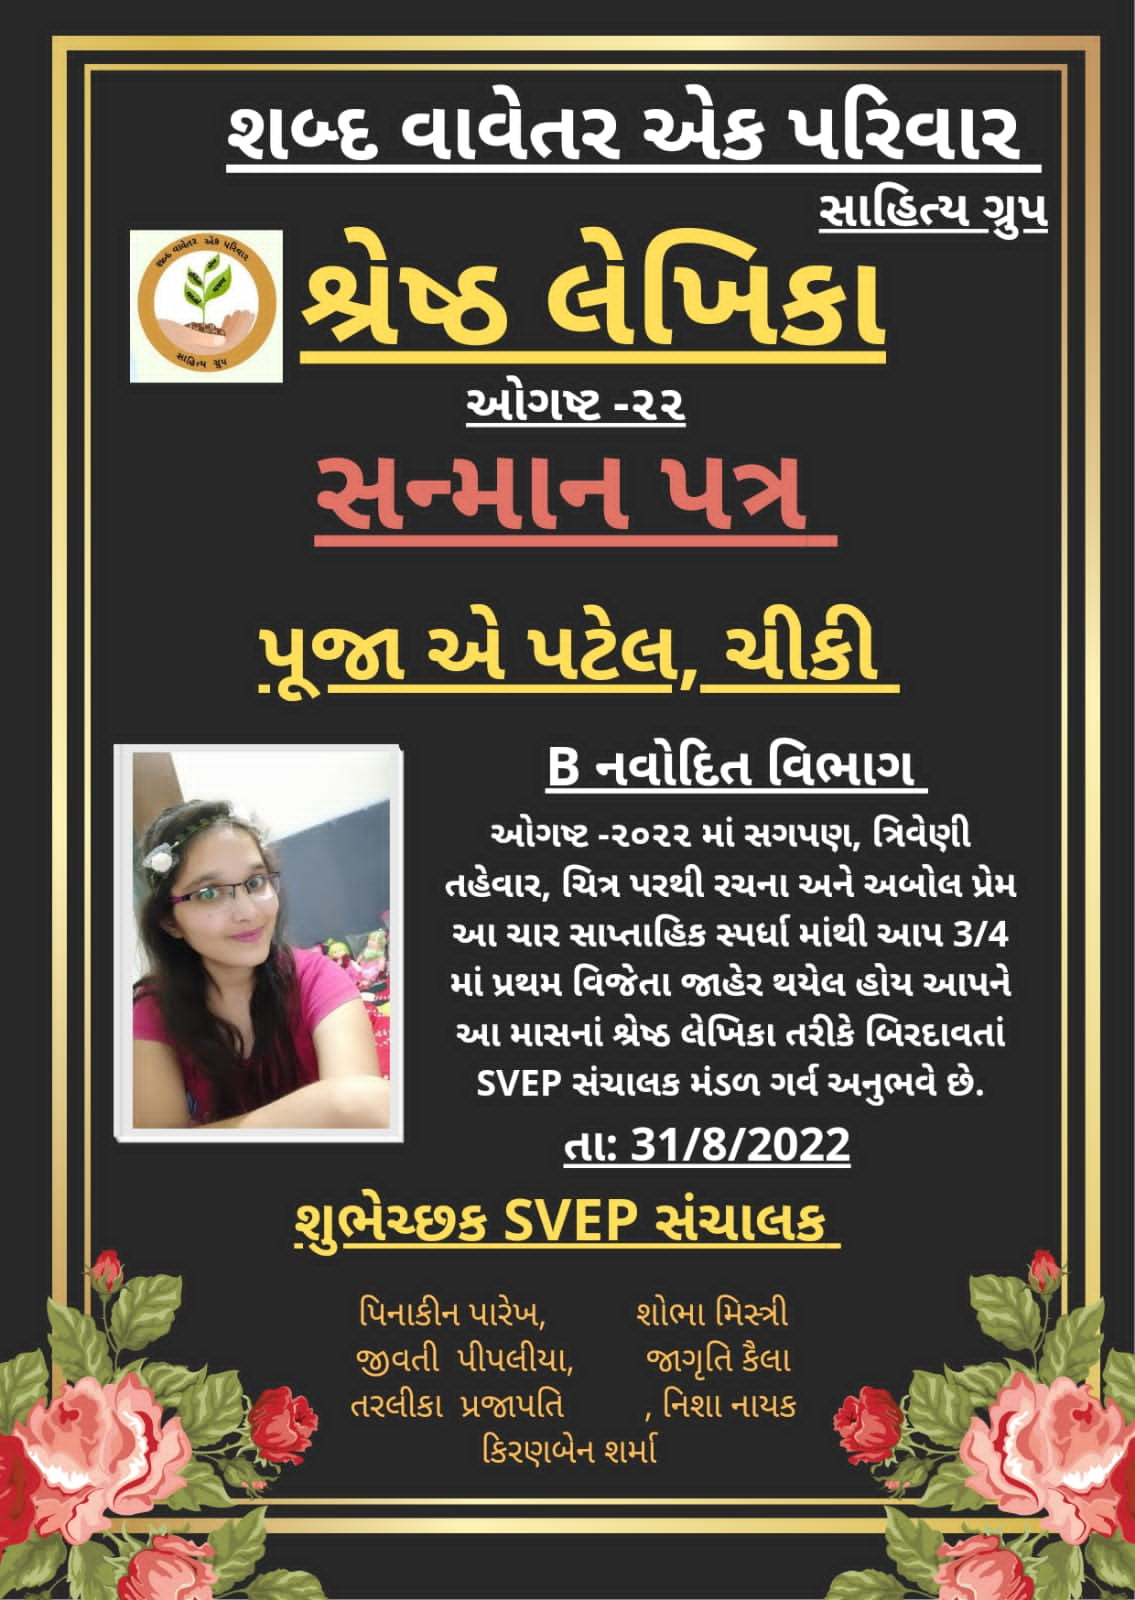 શબ્દ વાવેતર એક પરિવાર
સાહિત્ય ગ્રુપ
શબ્દ વાવેતર એક પરિવાર
સાહિત્ય ગ્રુપ
શ્રેષ્ઠ લેખિકા
ઓગષ્ટ -૨૨
સન્માન પત્ર
પૂજા એ પટેલ, ચીકી
B નવોદિત વિભાગ
ઓગષ્ટ -૨૦૨૨ માં સગપણ, ત્રિવેણી
તહેવાર, ચિત્ર પરથી રચના અને અબોલ પ્રેમ
આ ચાર સાપ્તાહિક સ્પર્ધા માંથી આપ 3/4
માં પ્રથમ વિજેતા જાહેર થયેલ હોય આપને
આ માસનાં શ્રેષ્ઠ લેખિકા તરીકે બિરદાવતાં
SVEP સંચાલક મંડળ ગર્વ અનુભવે છે.
તા: 31/8/2022
શુભેચ્છક SVEP સંચાલક
પિનાકીન પારેખ, શોભા મિસ્ત્રી
જીવતી પીપલીયા, જાગૃતિ કૈલા
તરલીકા પ્રજાપતિ , નિશા નાયક
કિરણબેન શર્મા